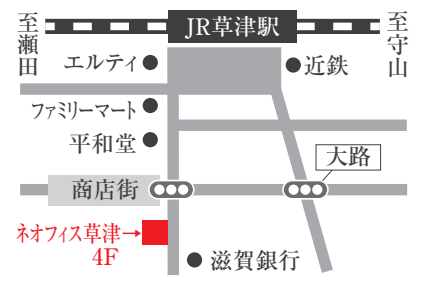 至瀬田
JR草津駅
至守山
エルティ●
●近鉄
ファミリーマート●
平和堂●
大路
商店街
ネオフィス草津→
4F
●滋賀銀行